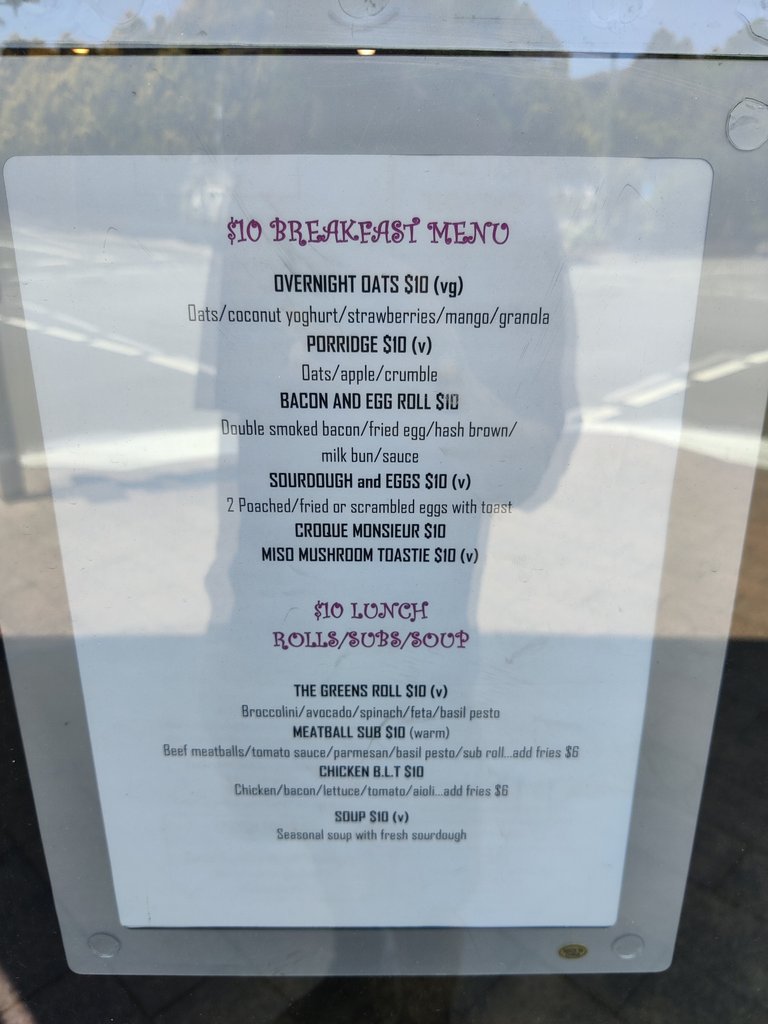 $10 BREAKFAST MENU
OVERNIGHT OATS $10 (vg)
Oats/coconut yoghurt/strawberries/mango/granola
PORRIDGE $10 (v)
Oats/apple/crumble
BACON AND EGG ROLL $10
Double smoked bacon/fried egg/hash brown/
milk bun/sauce
SOURDOUGH and EGGS $10 (v)
2 Poached/fried or scrambled eggs with toast
CROQUE MONSIEUR $10
MISO MUSHROOM TOASTIE $10 (v)
$10 LUNCH
ROLLS/SUBS/SOUP
THE GREENS ROLL $10 (v)
Broccolini/avocado/spinach/feta/basil pesto
MEATBALL SUB $10 (warm)
Beef meatballs/tomato sauce/parmesan/basil pesto/sub roll...add fries $6
CHICKEN B.L.T $10
Chicken/bacon/lettuce/tomato/aioli...add fries $6
SOUP $10 (v)
Seasonal soup with fresh sourdough